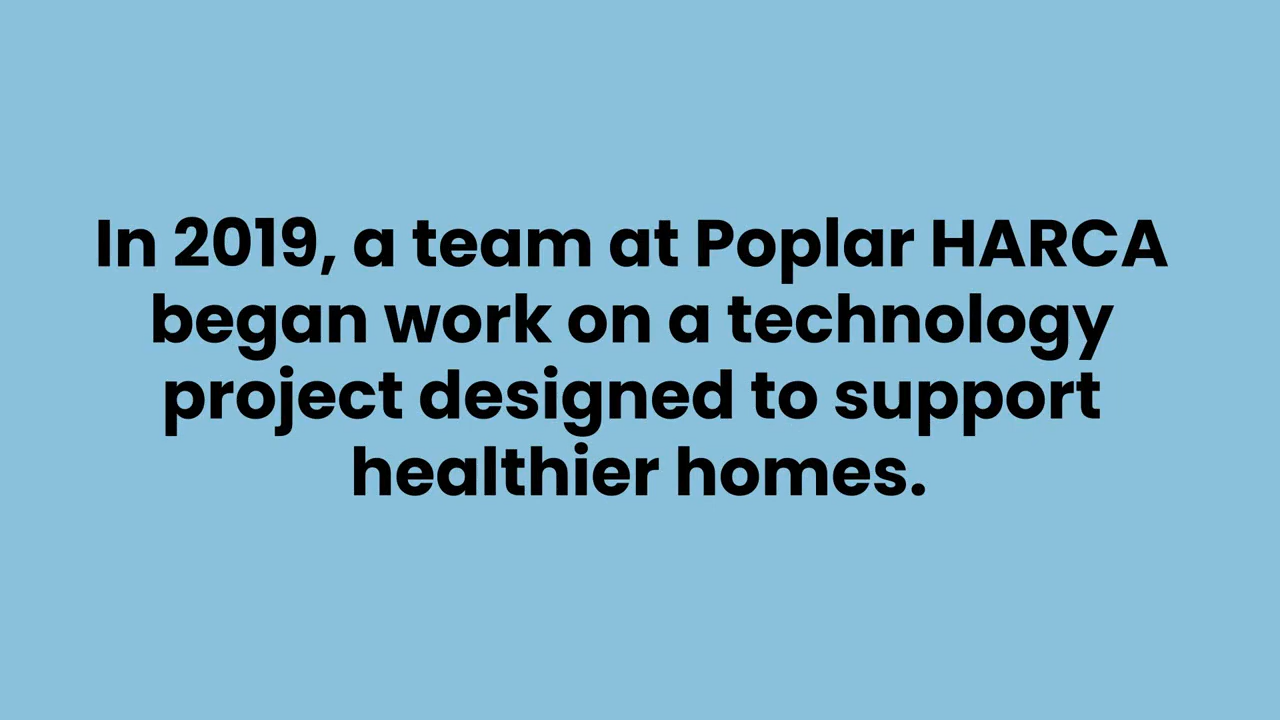 In 2019, a team at Poplar HARCA
began work on a technology
project designed to support
healthier homes.